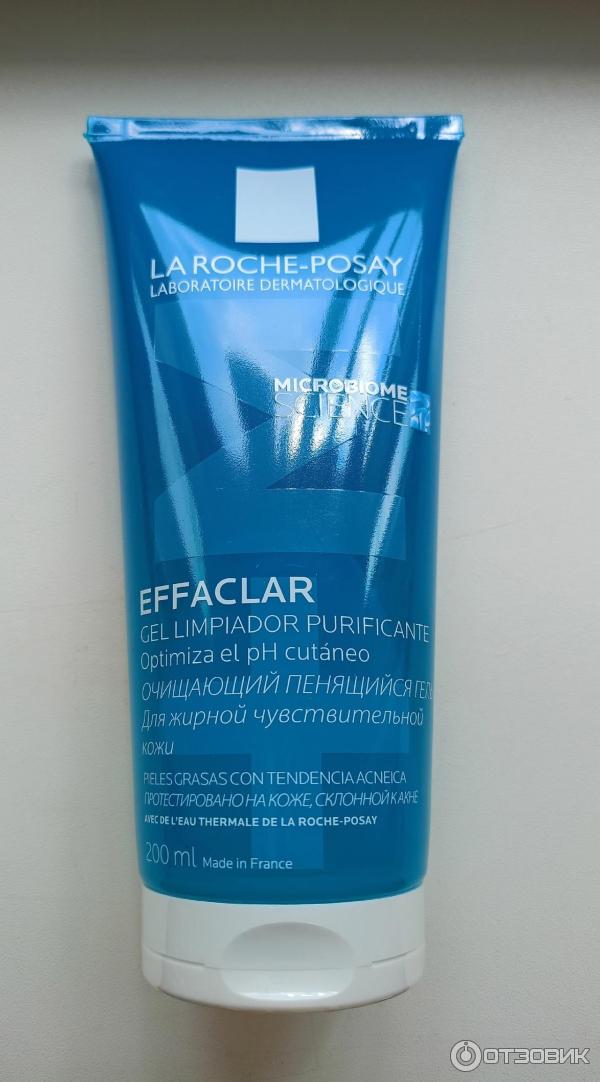 LA ROCHE-POSAY
LABORATOIRE DERMATOLOGIQUE
MICROBIOME
SCIENCE
EFFACLAR
GEL LIMPIADOR PURIFICANTE
Optimiza el pH cutáneo
ОЧИЩАЮЩИЙ ПЕНЯЩИЙСЯ ГЕЛЬ
Для жирной чувствительной
кожи
PIELES GRASAS CON TENDENCIA ACNEICA
ПРОТЕСТИРОВАНО НА КОЖЕ, СКЛОННОЙ К АКНЕ
AVEC DE L'EAU THERMALE DE LA ROCHE-POSAY
200 ml Made in France
ОТЗОВИК